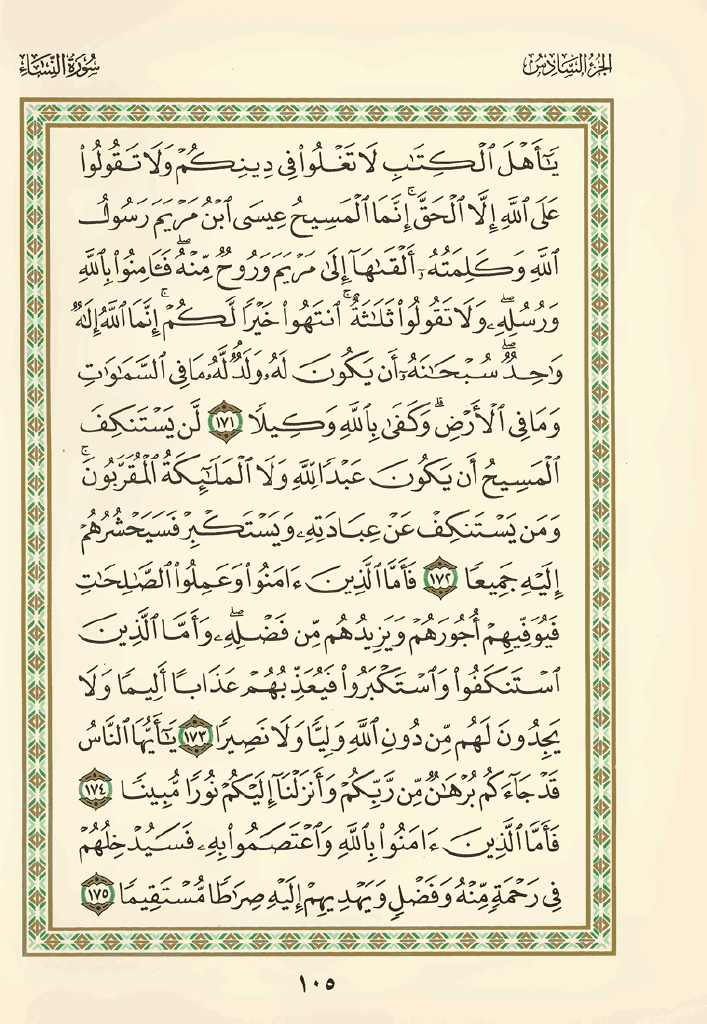 الجزء السادس
سورة النساء
يَٰٓأَهۡلَ ٱلۡكِتَٰبِ لَا تَغۡلُواْ فِي دِينِكُمۡ وَلَا تَقُولُواْ
عَلَى ٱللَّهِ إِلَّا ٱلۡحَقَّۚ إِنَّمَا ٱلۡمَسِيحُ عِيسَى ٱبۡنُ مَرۡيَمَ رَسُولُ
ٱللَّهِ وَكَلِمَتُهُۥٓ أَلۡقَىٰهَآ إِلَىٰ مَرۡيَمَ وَرُوحٞ مِّنۡهُۖ فَـَٔامِنُواْ بِٱللَّهِ
وَرُسُلِهِۦۖ وَلَا تَقُولُواْ ثَلَٰثَةٌۚ ٱنتَهُواْ خَيۡرٗا لَّكُمۡۚ إِنَّمَا ٱللَّهُ إِلَٰهٞ
وَٰحِدٞۖ سُبۡحَٰنَهُۥٓ أَن يَكُونَ لَهُۥ وَلَدٞۘ لَّهُۥ مَا فِي ٱلسَّمَٰوَٰتِ
وَمَا فِي ٱلۡأَرۡضِۗ وَكَفَىٰ بِٱللَّهِ وَكِيلٗا ١٧١ لَّن يَسۡتَنكِفَ
ٱلۡمَسِيحُ أَن يَكُونَ عَبۡدٗا لِّلَّهِ وَلَا ٱلۡمَلَٰٓئِكَةُ ٱلۡمُقَرَّبُونَۚ
وَمَن يَسۡتَنكِفۡ عَنۡ عِبَادَتِهِۦ وَيَسۡتَكۡبِرۡ فَسَيَحۡشُرُهُمۡ
إِلَيۡهِ جَمِيعٗا ١٧٢ فَأَمَّا ٱلَّذِينَ ءَامَنُواْ وَعَمِلُواْ ٱلصَّٰلِحَٰتِ
فَيُوَفِّيهِمۡ أُجُورَهُمۡ وَيَزِيدُهُم مِّن فَضۡلِهِۦۖ وَأَمَّا ٱلَّذِينَ
ٱسۡتَنكَفُواْ وَٱسۡتَكۡبَرُواْ فَيُعَذِّبُهُمۡ عَذَابًا أَلِيمٗا وَلَا
يَجِدُونَ لَهُم مِّن دُونِ ٱللَّهِ وَلِيّٗا وَلَا نَصِيرٗا ١٧٣ يَٰٓأَيُّهَا ٱلنَّاسُ
قَدۡ جَآءَكُم بُرۡهَٰنٞ مِّن رَّبِّكُمۡ وَأَنزَلۡنَآ إِلَيۡكُمۡ نُورٗا مُّبِينٗا ١٧٤
فَأَمَّا ٱلَّذِينَ ءَامَنُواْ بِٱللَّهِ وَٱعۡتَصَمُواْ بِهِۦ فَسَيُدۡخِلُهُمۡ
فِي رَحۡمَةٖ مِّنۡهُ وَفَضۡلٖ وَيَهۡدِيهِمۡ إِلَيۡهِ صِرَٰطٗا مُّسۡتَقِيمٗا ١٧٥
١٠٥